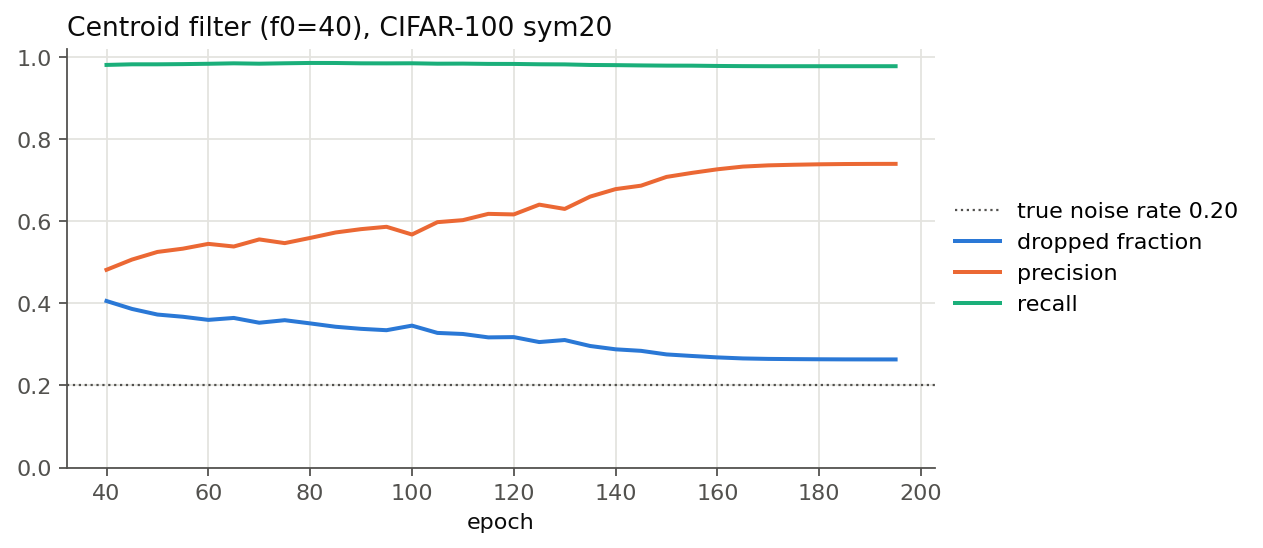 Centroid filter (f0=40), CIFAR-100 sym20
1.0
0.8
0.6
0.4
0.2
0.0
40 60 80 100 120 140 160 180 200
epoch
true noise rate 0.20
dropped fraction
precision
recall